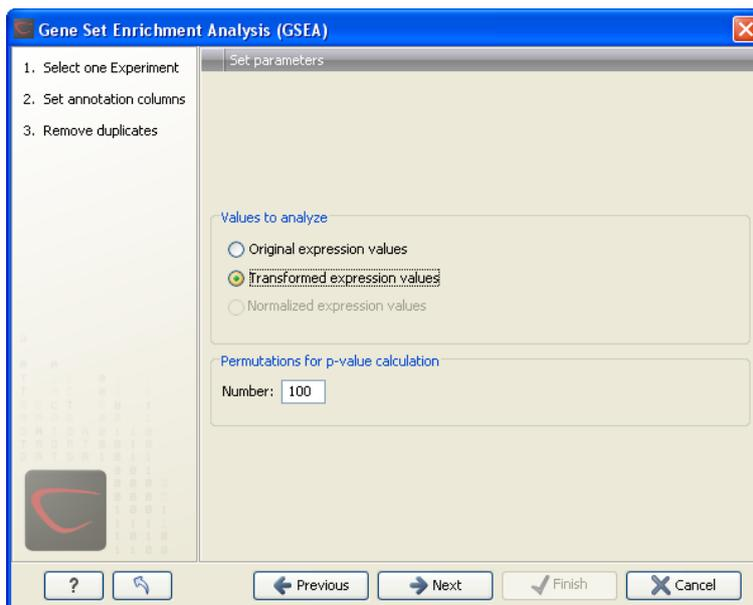 Gene Set Enrichment Analysis (GSEA)
1. Select one Experiment
2. Set annotation columns
3. Remove duplicates
Set parameters
Values to analyze
Original expression values
Transformed expression values
Normalized expression values
Permutations for p-value calculation
Number: 100
? Previous Next Finish Cancel